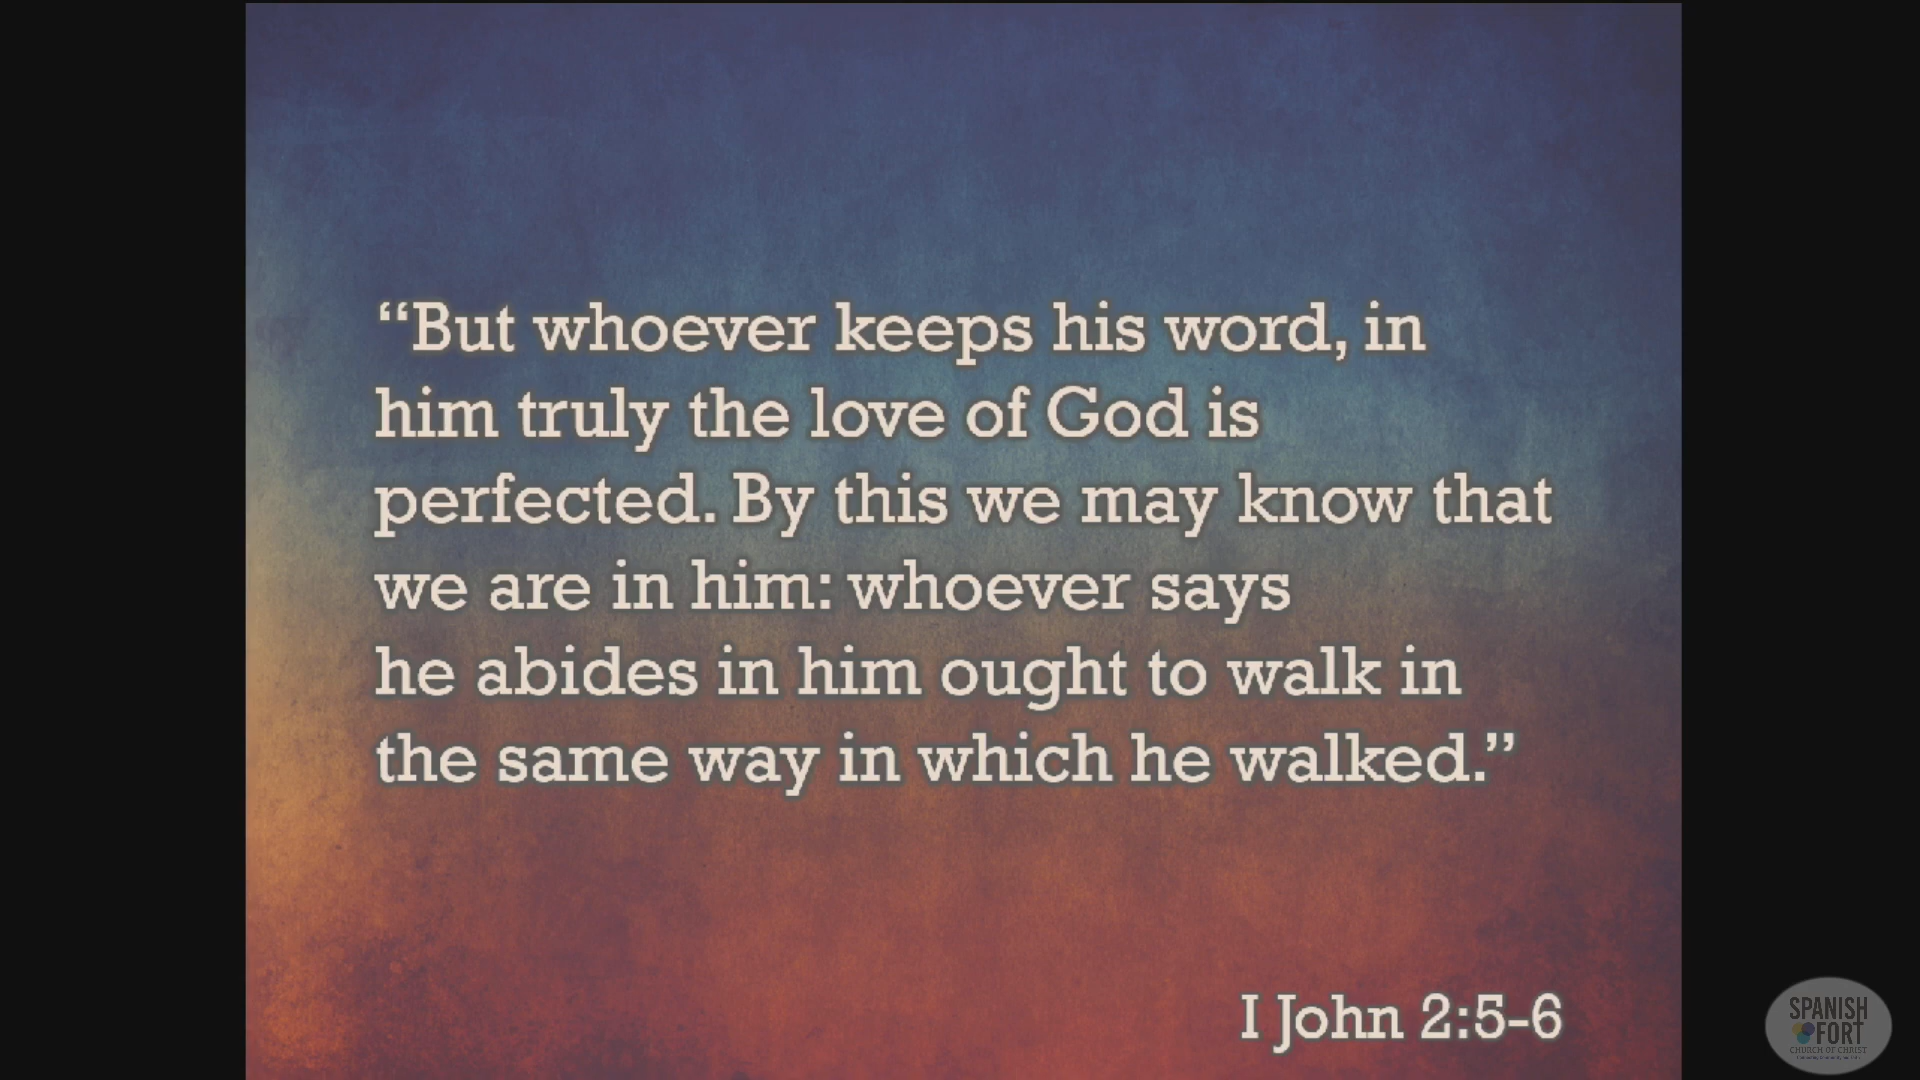 “But whoever keeps his word, in
him truly the love of God is
perfected. By this we may know that
we are in him: whoever says
he abides in him ought to walk in
the same way in which he walked.”
I John 2:5-6
SPANISH
FORT
CHURCH OF CHRIST